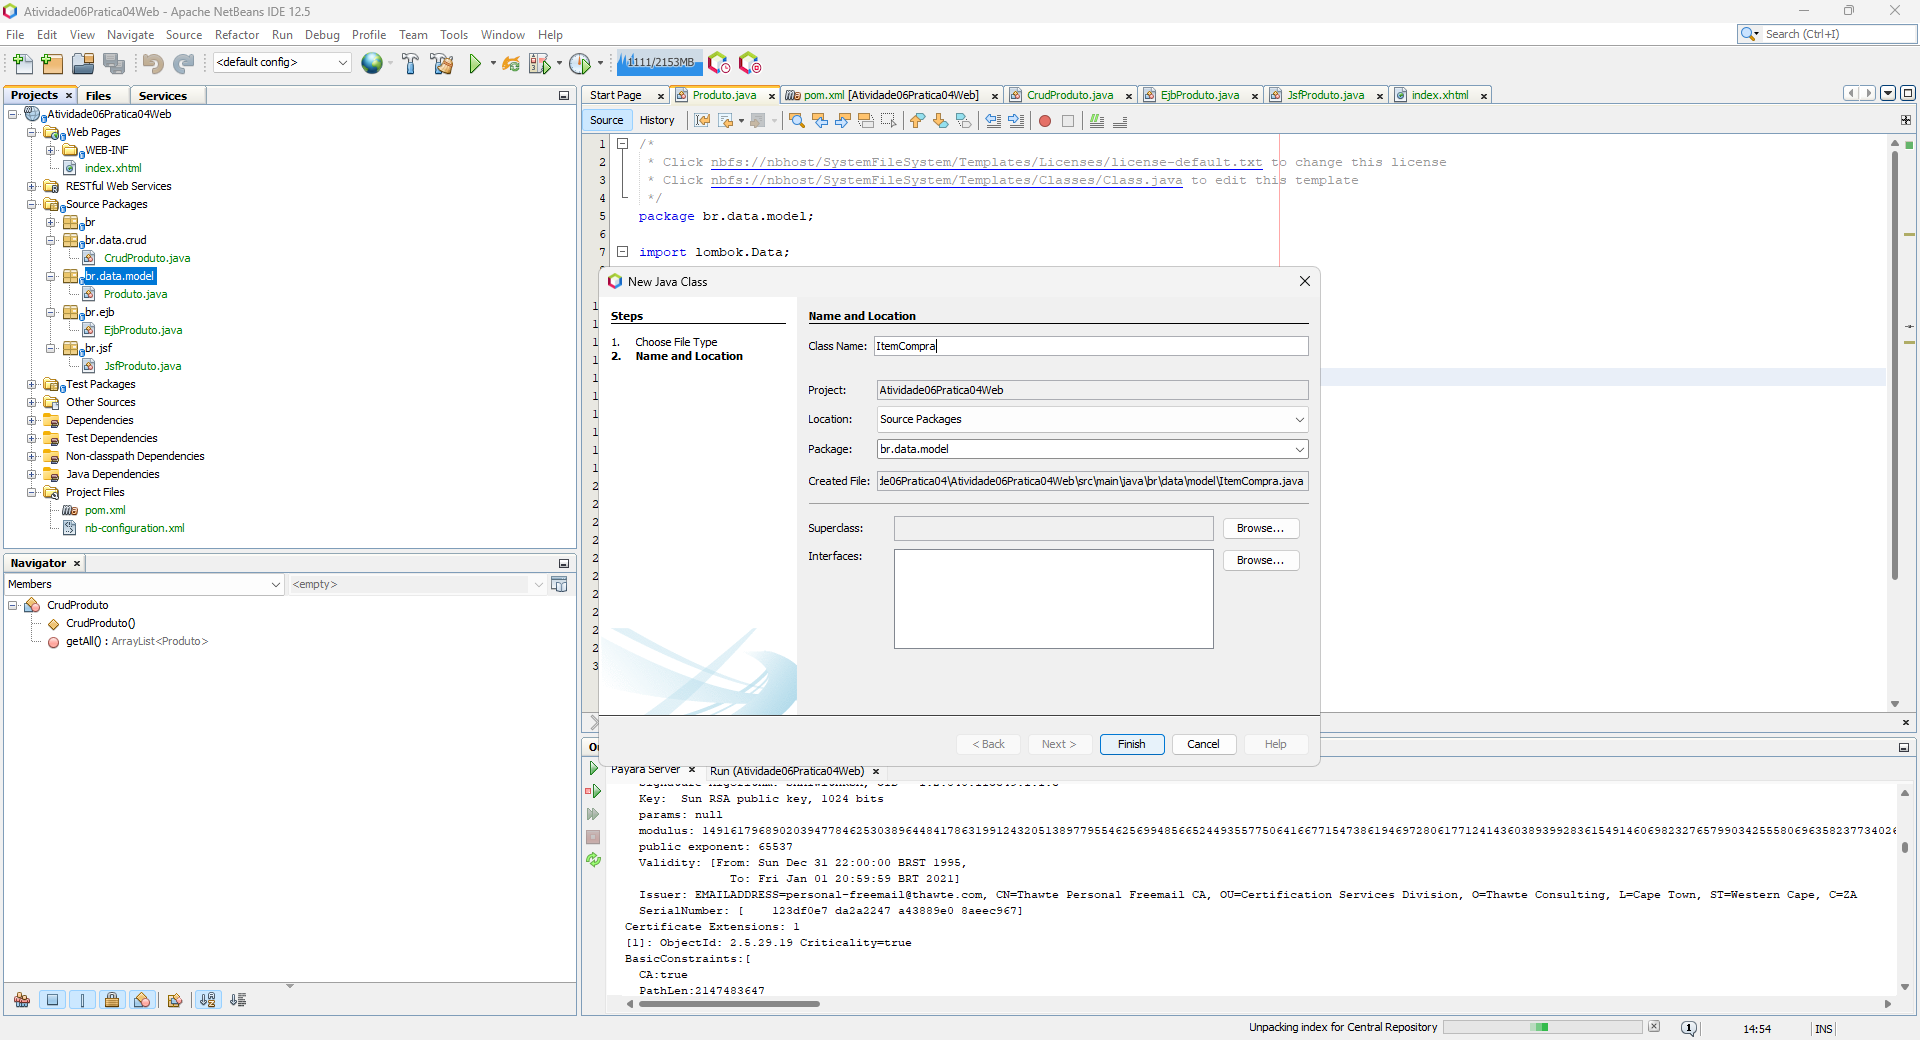 Atividade06Pratica04Web - Apache NetBeans IDE 12.5
File Edit View Navigate Source Refactor Run Debug Profile Team Tools Window Help
Search (Ctrl+I)
<default config>
1111/2153MB
Projects Files Services
Start Page Produto.java pom.xml [Atividade06Pratica04Web] CrudProduto.java EjbProduto.java JsfProduto.java index.xhtml
Source History
Atividade06Pratica04Web
Web Pages
WEB-INF
index.xhtml
RESTful Web Services
Source Packages
br
br.data.crud
CrudProduto.java
br.data.model
Produto.java
br.ejb
EjbProduto.java
br.jsf
JsfProduto.java
Test Packages
Other Sources
Dependencies
Test Dependencies
Non-classpath Dependencies
Java Dependencies
Project Files
pom.xml
nb-configuration.xml
1 /*
2 * Click nbfs://nbhost/SystemFileSystem/Templates/Licenses/license-default.txt to change this license
3 * Click nbfs://nbhost/SystemFileSystem/Templates/Classes/Class.java to edit this template
4 */
5 package br.data.model;
6
7 import lombok.Data;
New Java Class
Steps
1. Choose File Type
2. Name and Location
Name and Location
Class Name: ItemCompra
Project: Atividade06Pratica04Web
Location: Source Packages
Package: br.data.model
Created File: de06Pratica04\Atividade06Pratica04Web\src\main\java\br\data\model\ItemCompra.java
Superclass: Browse...
Interfaces: Browse...
< Back Next > Finish Cancel Help
Navigator
Members <empty>
CrudProduto
CrudProduto()
getAll() : ArrayList<Produto>
Payara Server Run (Atividade06Pratica04Web)
Key: Sun RSA public key, 1024 bits
params: null
public exponent: 65537
Validity: [From: Sun Dec 31 22:00:00 BRST 1995,
To: Fri Jan 01 20:59:59 BRT 2021]
Issuer: EMAILADDRESS=personal-freemail@thawte.com, CN=Thawte Personal Freemail CA, OU=Certification Services Division, O=Thawte Consulting, L=Cape Town, ST=Western Cape, C=ZA
SerialNumber: [ 123df0e7 da2a2247 a43889e0 8aeec967]
Certificate Extensions: 1
[1]: ObjectId: 2.5.29.19 Criticality=true
BasicConstraints:[
CA:true
PathLen:2147483647
Unpacking index for Central Repository
14:54 INS